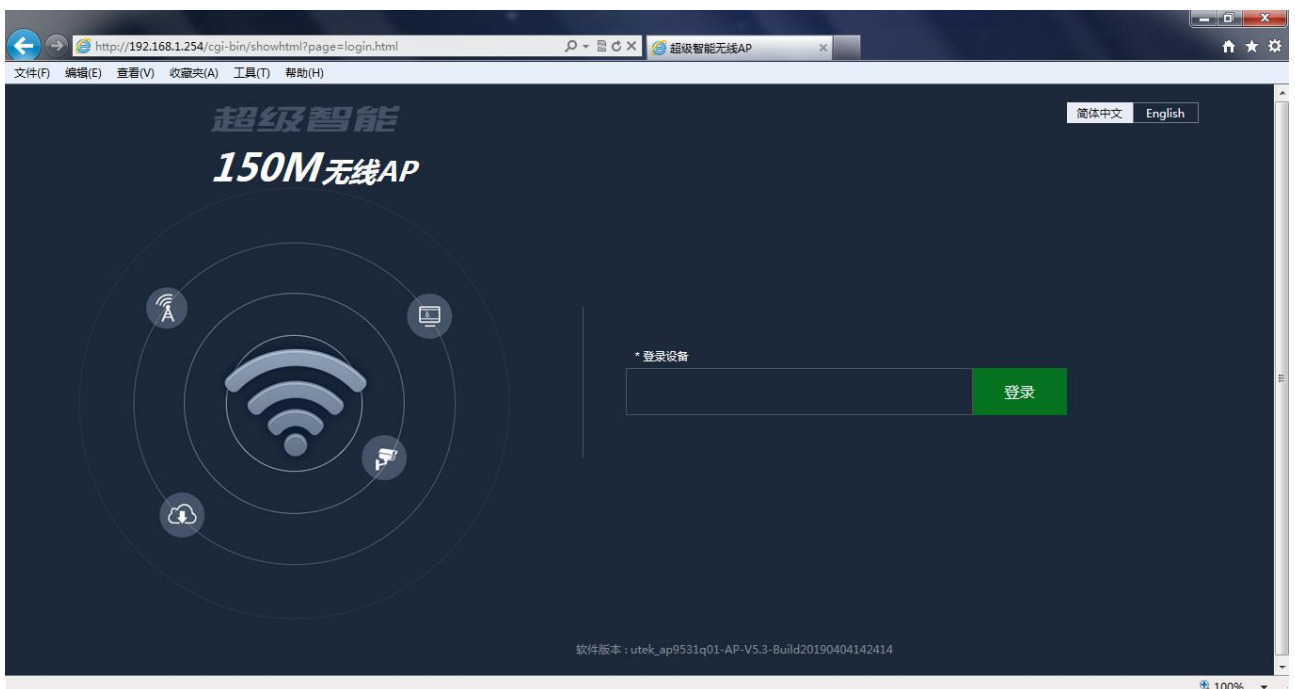 http://192.168.1.254/cgi-bin/showhtml?page=login.html
超级智能无线AP
文件(F) 编辑(E) 查看(V) 收藏夹(A) 工具(T) 帮助(H)
超级智能
简体中文 English
150M无线AP
* 登录设备
登录
软件版本 : utek_ap9531q01-AP-V5.3-Build20190404142414
100%